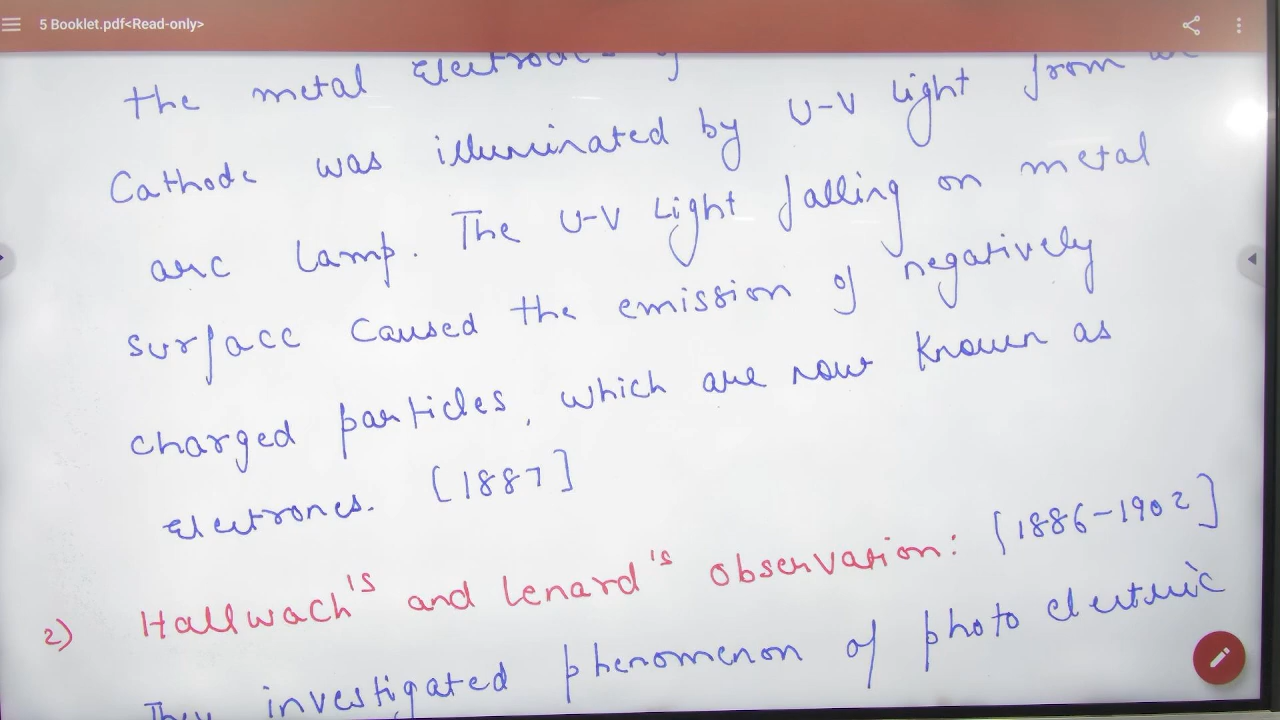 5 Booklet.pdf<Read-only>
the metal
Cathode was illuminated by U-V light from
arc lamp. The U-V Light falling on metal
surface caused the emission of negatively
charged particles, which are now known as
Electrones. [1887]
2) Hallwach's and Lenard's observation: [1886-1902]
They investigated phenomenon of photo electric